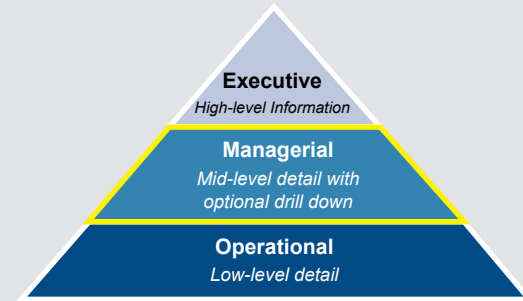 Executive
High-level Information
Managerial
Mid-level detail with
optional drill down
Operational
Low-level detail